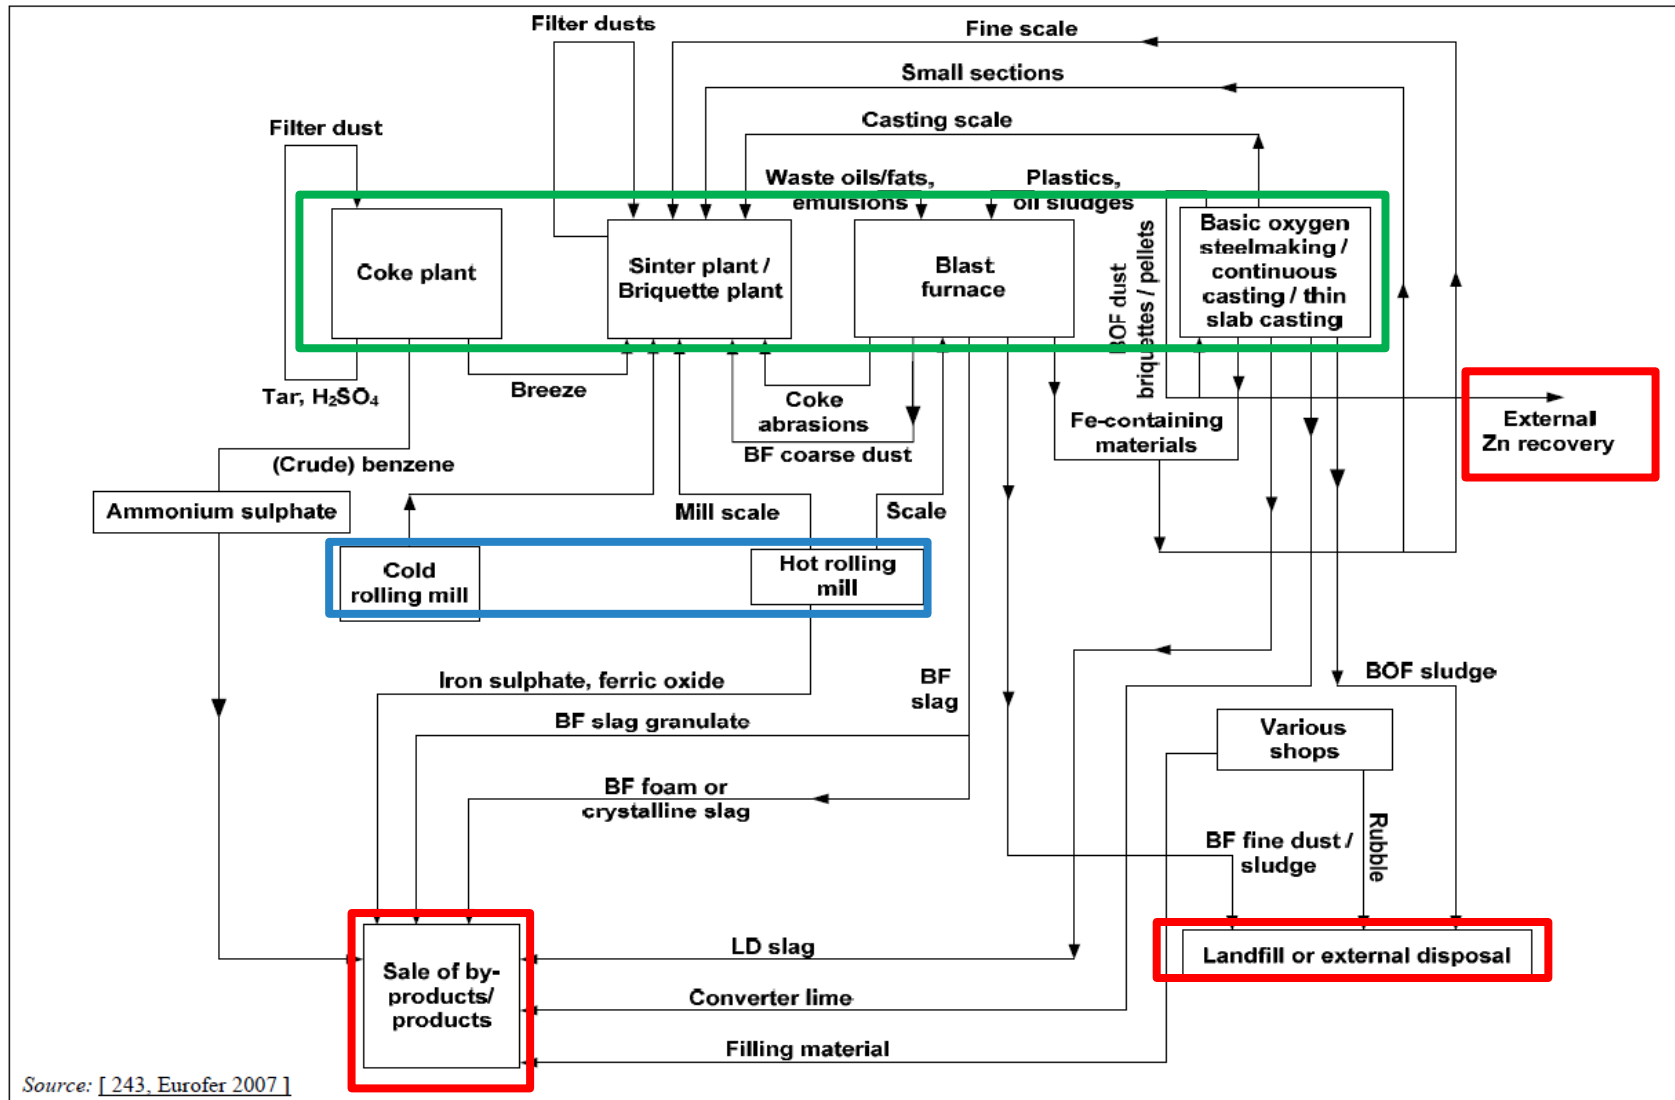 Filter dusts
Fine scale
Small sections
Filter dust
Casting scale
Waste oils/fats,
emulsions
Plastics,
oil sludges
Coke plant
Sinter plant /
Briquette plant
Blast
furnace
BOF dust
briquettes / pellets
Basic oxygen
steelmaking /
continuous
casting / thin
slab casting
Tar, H₂SO₄
Breeze
Coke
abrasions
BF coarse dust
Fe-containing
materials
External
Zn recovery
(Crude) benzene
Ammonium sulphate
Mill scale
Scale
Cold
rolling mill
Hot rolling
mill
Iron sulphate, ferric oxide
BF
slag
BOF sludge
BF slag granulate
Various
shops
BF foam or
crystalline slag
BF fine dust /
sludge
Rubble
LD slag
Landfill or external disposal
Sale of by-
products/
products
Converter lime
Filling material
Source: [ 243, Eurofer 2007 ]